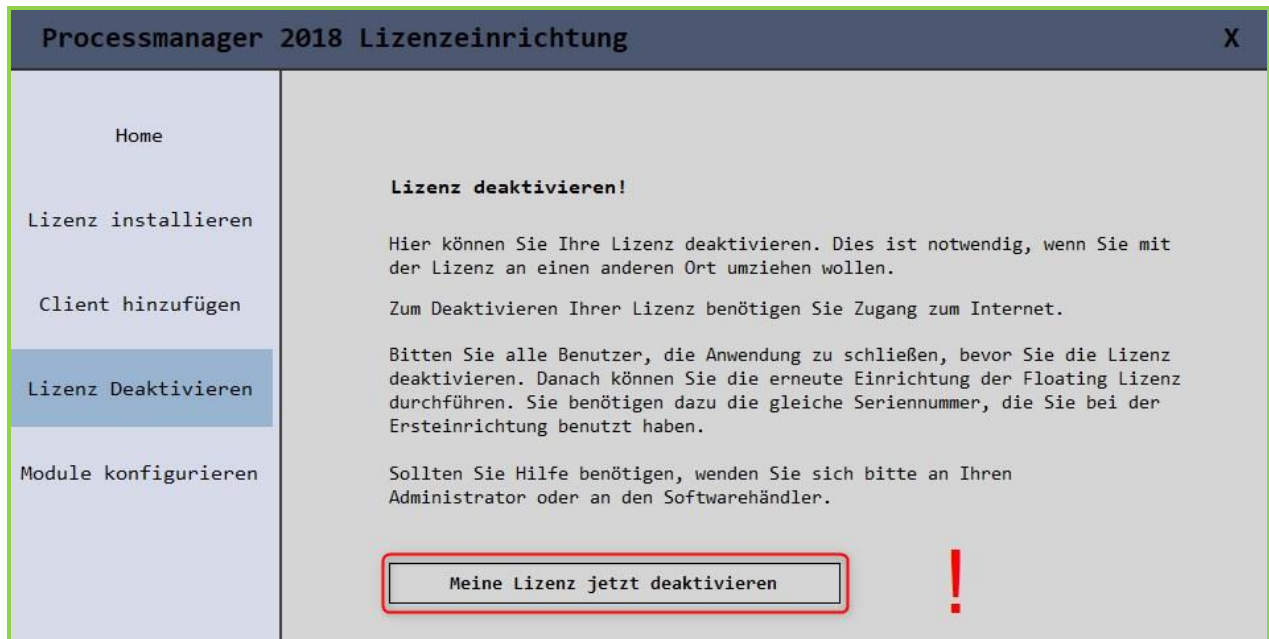 Processmanager 2018 Lizenzeinrichtung X
Home
Lizenz installieren
Client hinzufügen
Lizenz Deaktivieren
Module konfigurieren
Lizenz deaktivieren!
Hier können Sie Ihre Lizenz deaktivieren. Dies ist notwendig, wenn Sie mit
der Lizenz an einen anderen Ort umziehen wollen.
Zum Deaktivieren Ihrer Lizenz benötigen Sie Zugang zum Internet.
Bitten Sie alle Benutzer, die Anwendung zu schließen, bevor Sie die Lizenz
deaktivieren. Danach können Sie die erneute Einrichtung der Floating Lizenz
durchführen. Sie benötigen dazu die gleiche Seriennummer, die Sie bei der
Ersteinrichtung benutzt haben.
Sollten Sie Hilfe benötigen, wenden Sie sich bitte an Ihren
Administrator oder an den Softwarehändler.
Meine Lizenz jetzt deaktivieren !